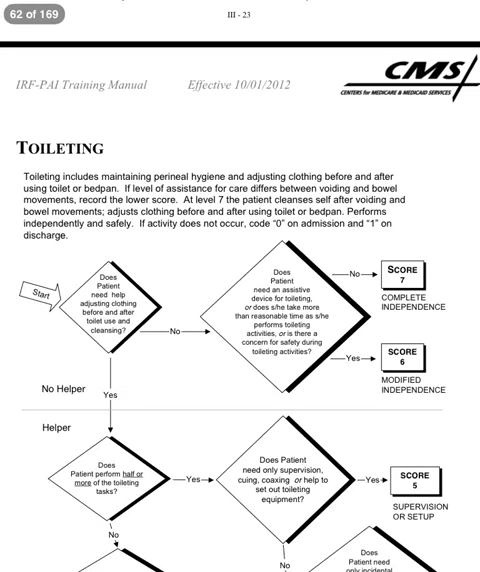 62 of 169
III - 23
IRF-PAI Training Manual Effective 10/01/2012
CMS
CENTERS for MEDICARE & MEDICAID SERVICES
TOILETING
Toileting includes maintaining perineal hygiene and adjusting clothing before and after
using toilet or bedpan. If level of assistance for care differs between voiding and bowel
movements, record the lower score. At level 7 the patient cleanses self after voiding and
bowel movements; adjusts clothing before and after using toilet or bedpan. Performs
independently and safely. If activity does not occur, code “0” on admission and “1” on
discharge.
Start
Does
Patient
need help
adjusting clothing
before and after
toilet use and
cleansing?
No
Does
Patient
need an assistive
device for toileting,
or does s/he take more
than reasonable time as s/he
performs toileting
activities, or is there a
concern for safety during
toileting activities?
No
SCORE
7
COMPLETE
INDEPENDENCE
Yes
SCORE
6
MODIFIED
INDEPENDENCE
No Helper
Yes
Helper
Does
Patient perform half or
more of the toileting
tasks?
Yes
Does Patient
need only supervision,
cuing, coaxing or help to
set out toileting
equipment?
Yes
SCORE
5
SUPERVISION
OR SETUP
No
No
Does
Patient need
only incidental